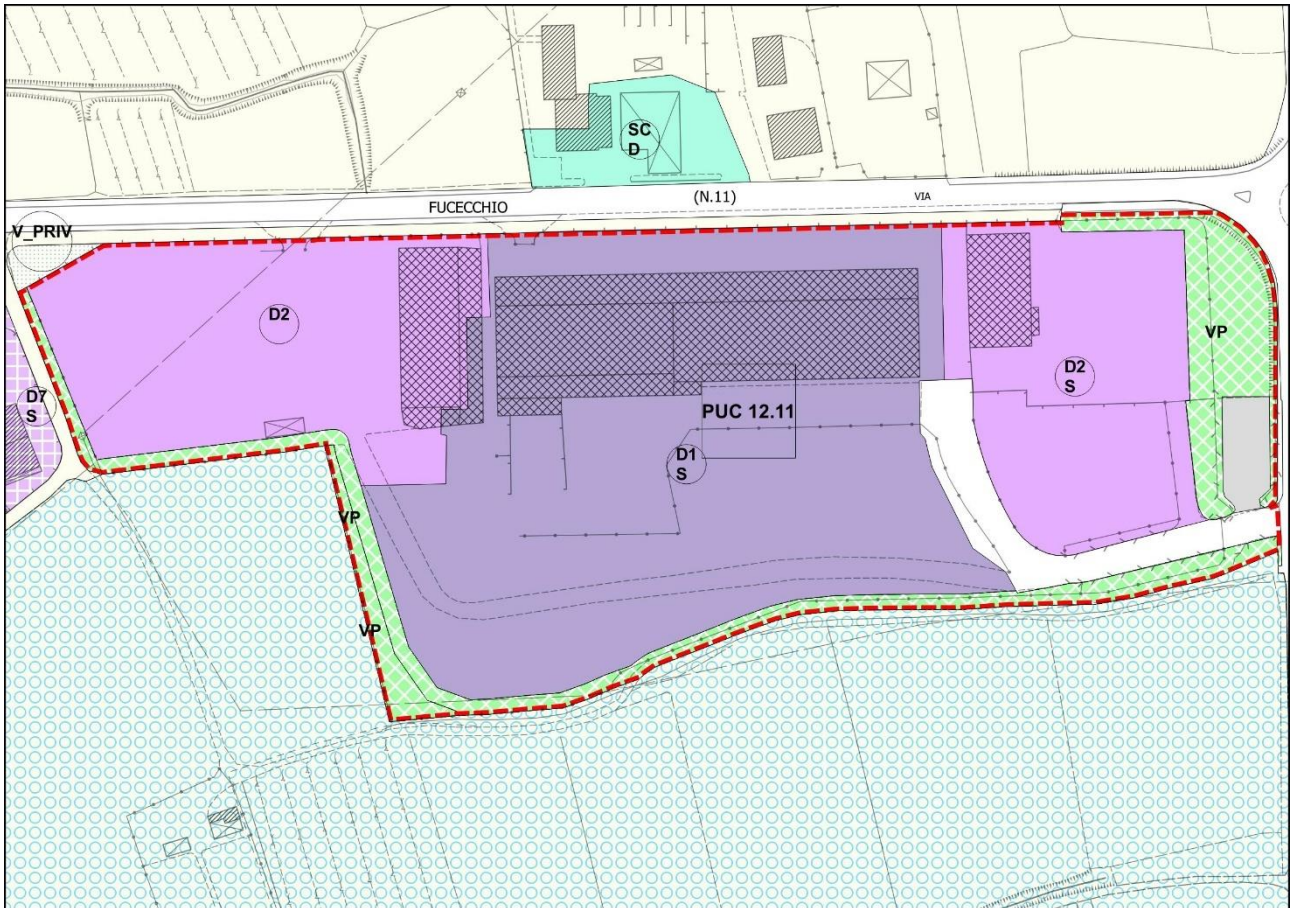 SC
D
FUCECCHIO
(N.11)
VIA
V_PRIV
D2
VP
D7
S
D2
S
PUC 12.11
D1
S
VP
VP